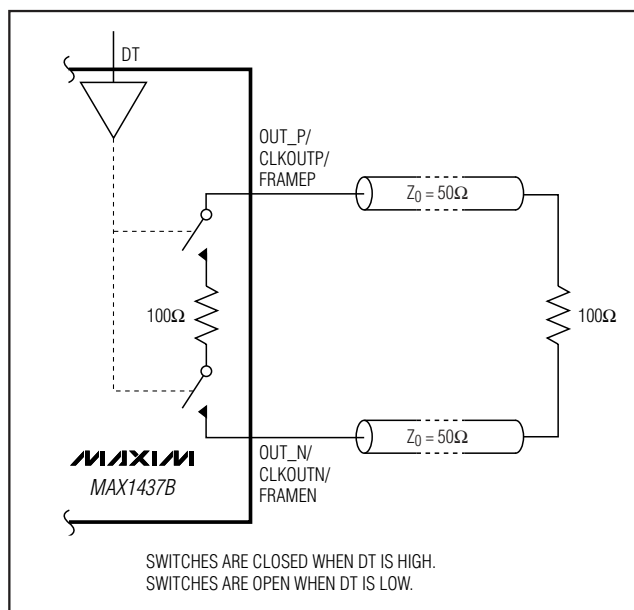 DT
OUT_P/
CLKOUTP/
FRAMEP
Z0 = 50Ω
100Ω
100Ω
Z0 = 50Ω
OUT_N/
CLKOUTN/
FRAMEN
MAXIM
MAX1437B
SWITCHES ARE CLOSED WHEN DT IS HIGH.
SWITCHES ARE OPEN WHEN DT IS LOW.